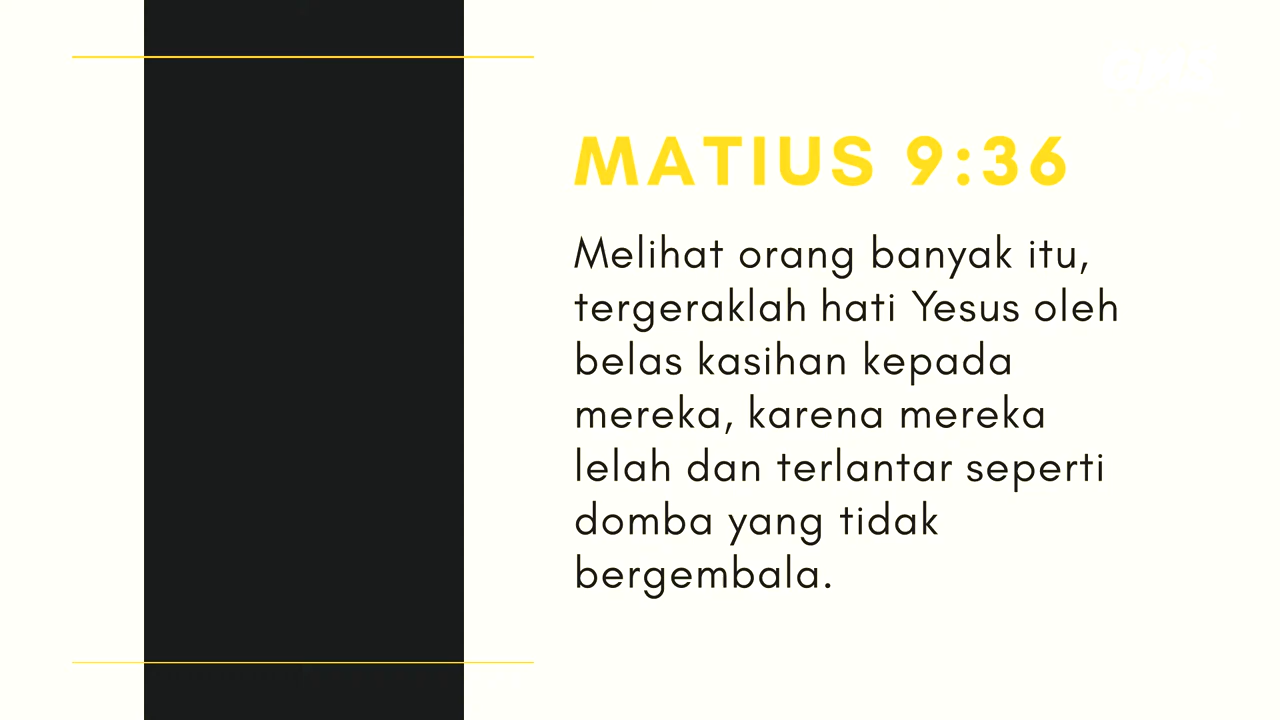 MATIUS 9:36
Melihat orang banyak itu,
tergeraklah hati Yesus oleh
belas kasihan kepada
mereka, karena mereka
lelah dan terlantar seperti
domba yang tidak
bergembala.